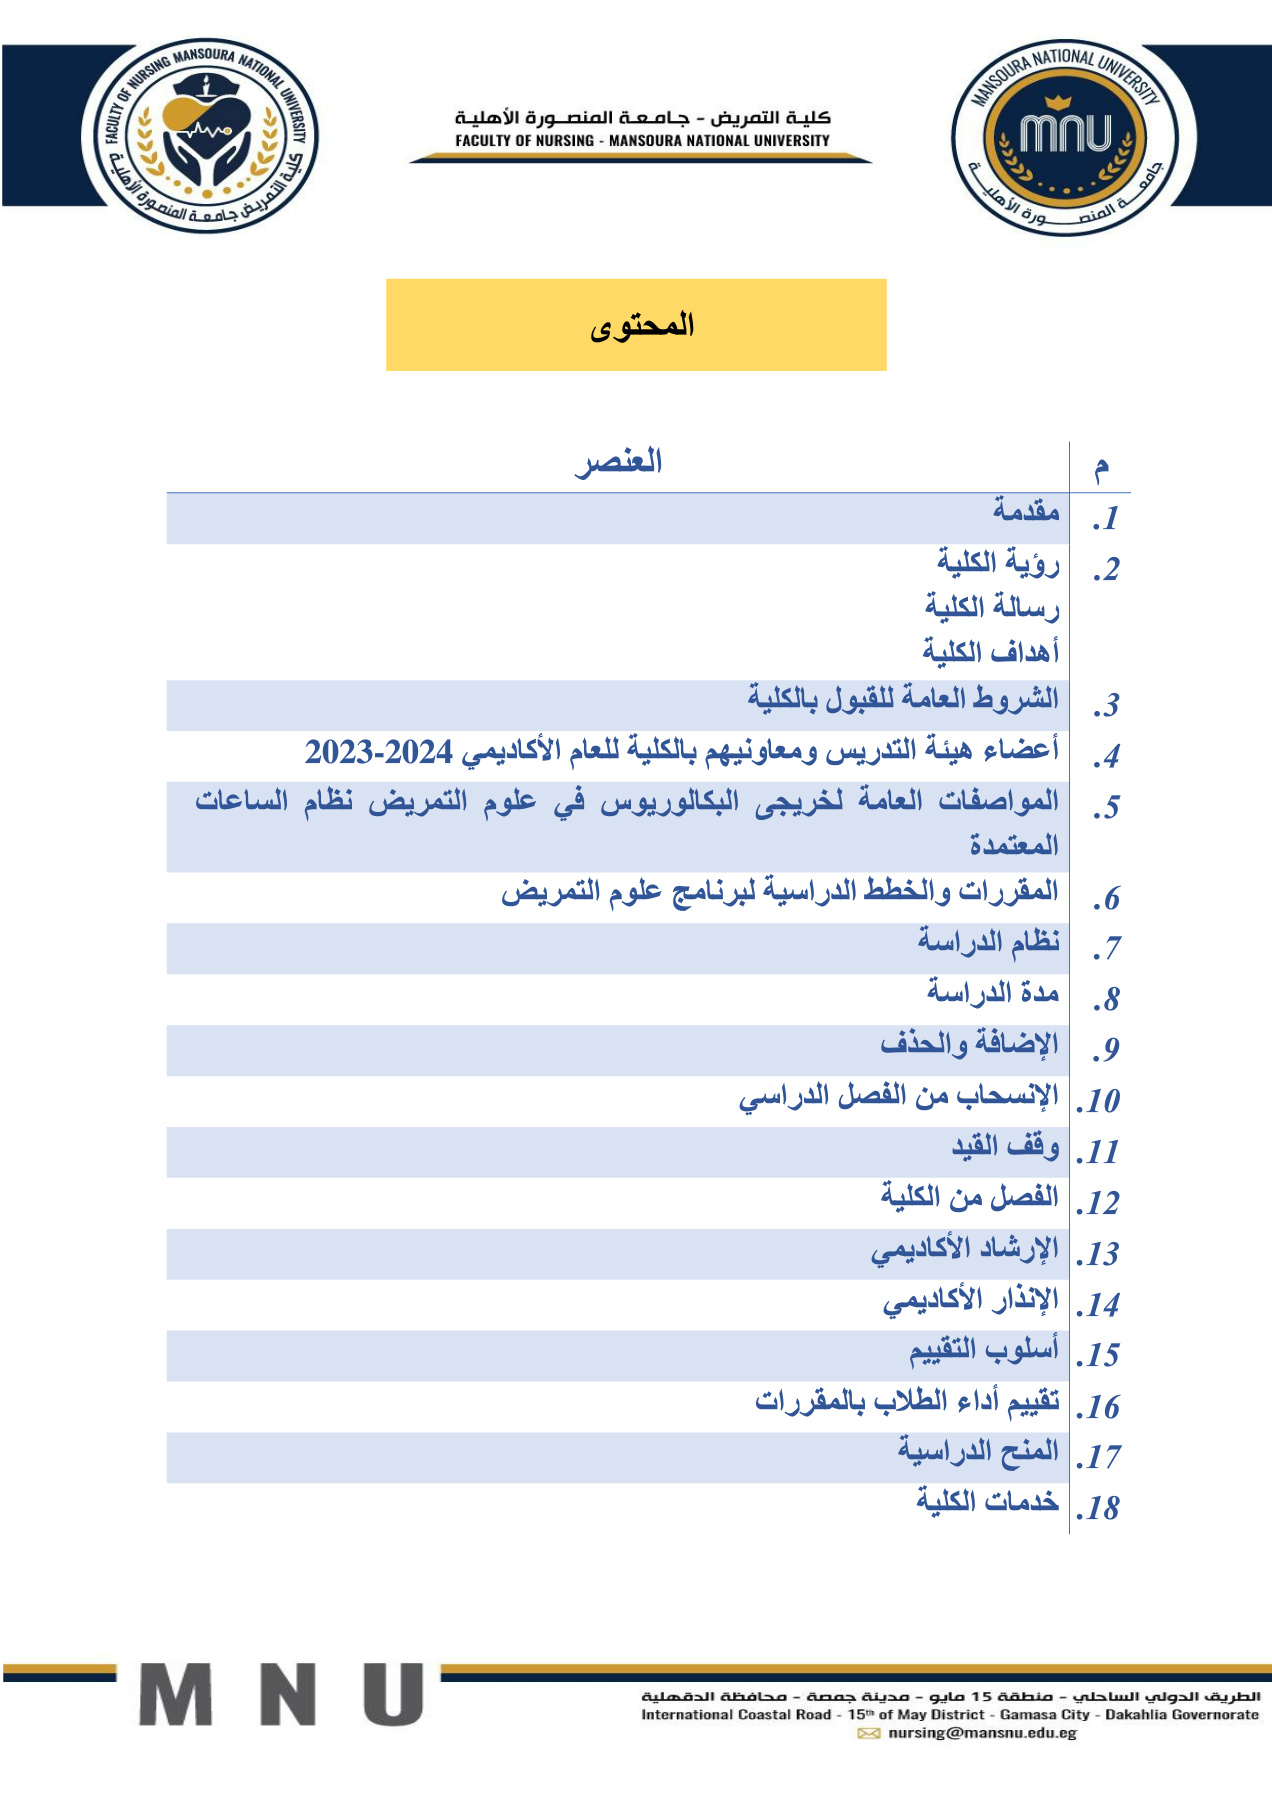 FACULTY OF NURSING MANSOURA NATIONAL UNIVERSITY
كلية التمريض جامعة المنصورة الأهلية
كلية التمريض - جامعة المنصورة الأهلية
FACULTY OF NURSING - MANSOURA NATIONAL UNIVERSITY
MANSOURA NATIONAL UNIVERSITY
mnu
جامعة المنصورة الأهلية
المحتوى
م العنصر
1. مقدمة
2. رؤية الكلية
رسالة الكلية
أهداف الكلية
3. الشروط العامة للقبول بالكلية
4. أعضاء هيئة التدريس ومعاونيهم بالكلية للعام الأكاديمي 2024-2023
5. المواصفات العامة لخريجى البكالوريوس في علوم التمريض نظام الساعات
المعتمدة
6. المقررات والخطط الدراسية لبرنامج علوم التمريض
7. نظام الدراسة
8. مدة الدراسة
9. الإضافة والحذف
10. الإنسحاب من الفصل الدراسي
11. وقف القيد
12. الفصل من الكلية
13. الإرشاد الأكاديمي
14. الإنذار الأكاديمي
15. أسلوب التقييم
16. تقييم أداء الطلاب بالمقررات
17. المنح الدراسية
18. خدمات الكلية
M N U
الطريق الدولي الساحلي - منطقة 15 مايو - مدينة جمصة - محافظة الدقهلية
International Coastal Road - 15th of May District - Gamasa City - Dakahlia Governorate
nursing@mansnu.edu.eg